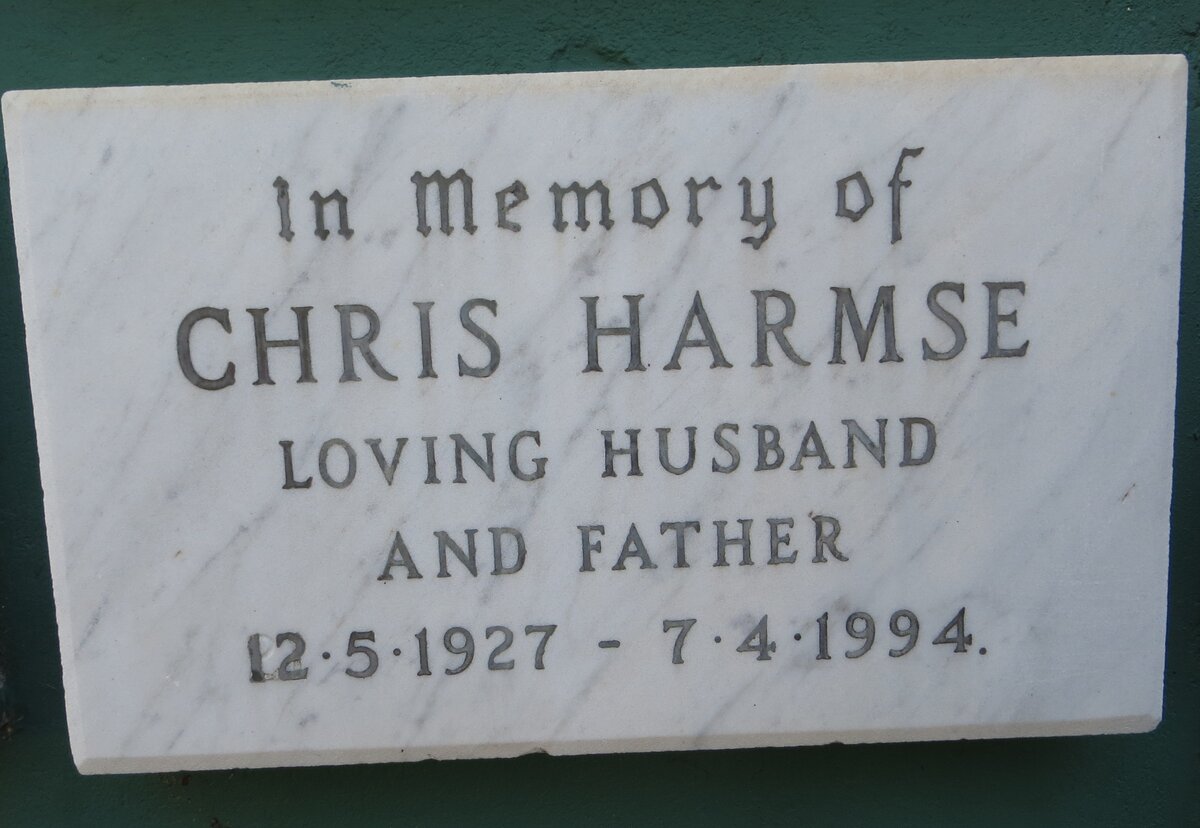 In Memory of
CHRIS HARMSE
LOVING HUSBAND
AND FATHER
12·5·1927 - 7·4·1994.